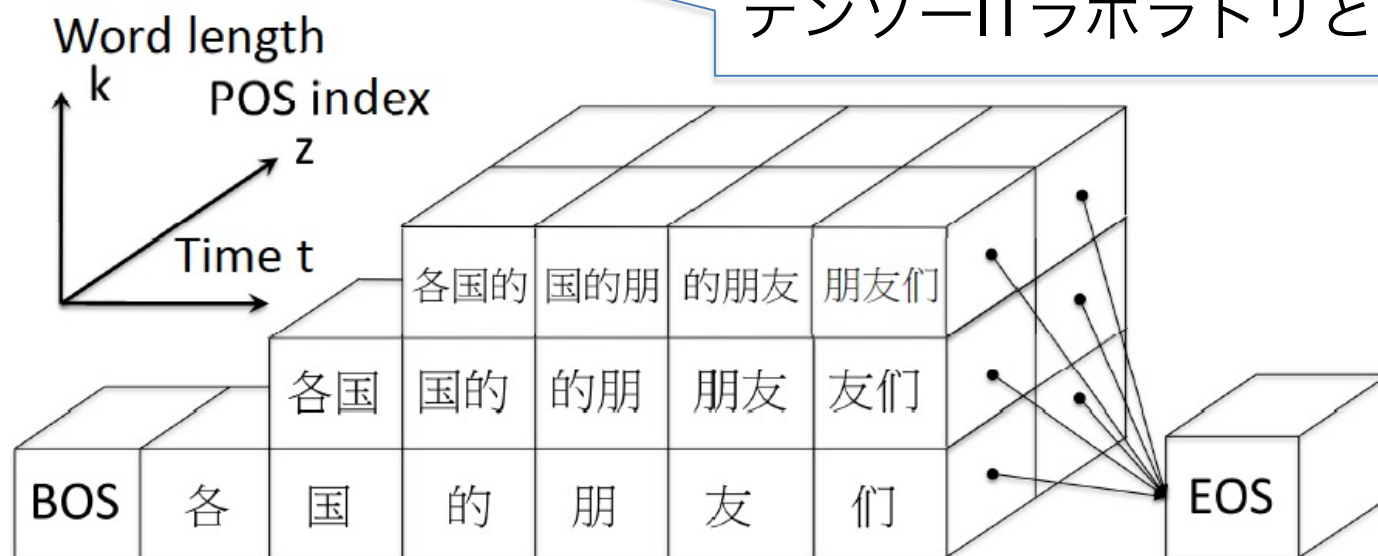 デンソーITラボラトリと
Word length
k
POS index
z
Time t
各国的 国的朋 的朋友 朋友们
各国 国的 的朋 朋友 友们
BOS 各 国 的 朋 友 们 EOS